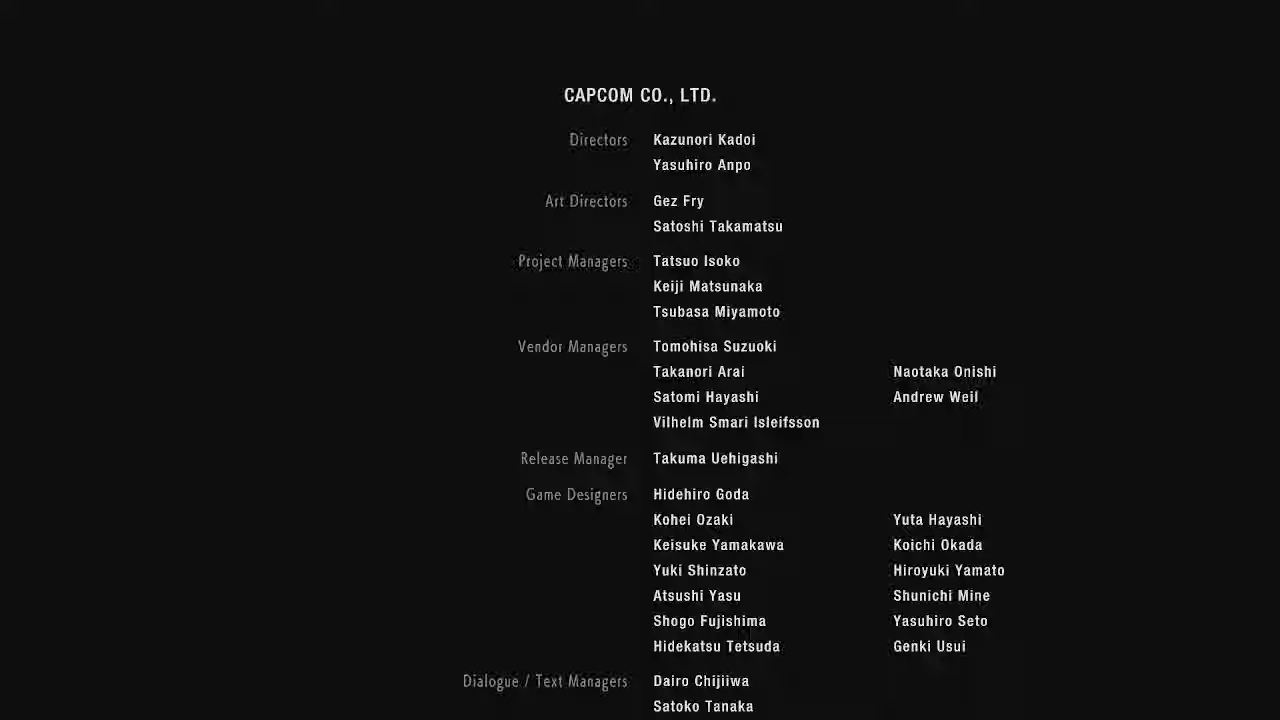 CAPCOM CO., LTD.
Directors Kazunori Kadoi
Yasuhiro Anpo
Art Directors Gez Fry
Satoshi Takamatsu
Project Managers Tatsuo Isoko
Keiji Matsunaka
Tsubasa Miyamoto
Vendor Managers Tomohisa Suzuoki
Takanori Arai Naotaka Onishi
Satomi Hayashi Andrew Weil
Vilhelm Smari Isleifsson
Release Manager Takuma Uehigashi
Game Designers Hidehiro Goda
Kohei Ozaki Yuta Hayashi
Keisuke Yamakawa Koichi Okada
Yuki Shinzato Hiroyuki Yamato
Atsushi Yasu Shunichi Mine
Shogo Fujishima Yasuhiro Seto
Hidekatsu Tetsuda Genki Usui
Dialogue / Text Managers Dairo Chijiiwa
Satoko Tanaka